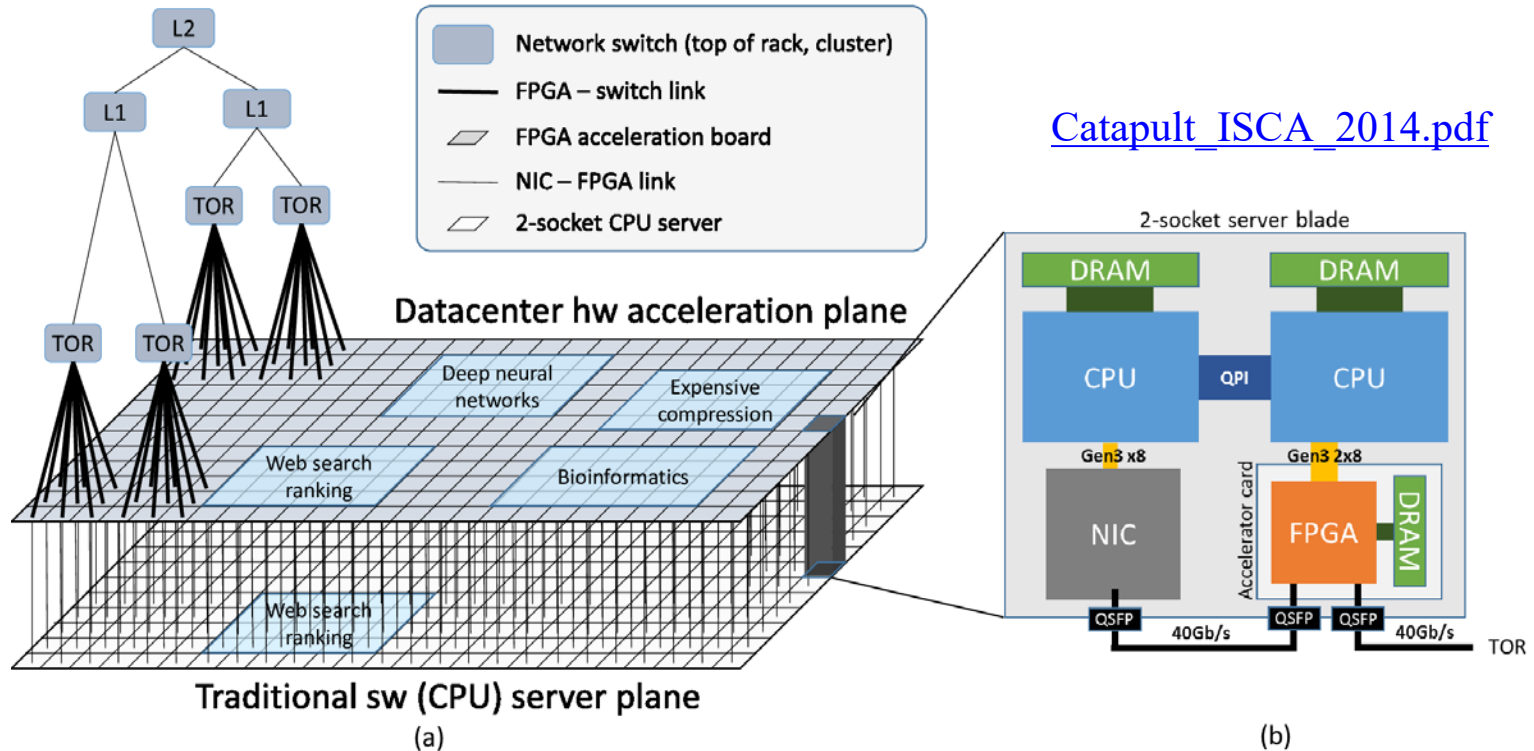 L2
L1
L1
TOR
TOR
TOR
TOR
Network switch (top of rack, cluster)
FPGA – switch link
FPGA acceleration board
NIC – FPGA link
2-socket CPU server
Datacenter hw acceleration plane
Deep neural
networks
Expensive
compression
Web search
ranking
Bioinformatics
Web search
ranking
Traditional sw (CPU) server plane
(a)
Catapult_ISCA_2014.pdf
2-socket server blade
DRAM
DRAM
CPU
QPI
CPU
Gen3 x8
Gen3 2x8
NIC
Accelerator card
FPGA
DRAM
QSFP
QSFP
QSFP
40Gb/s
40Gb/s
TOR
(b)